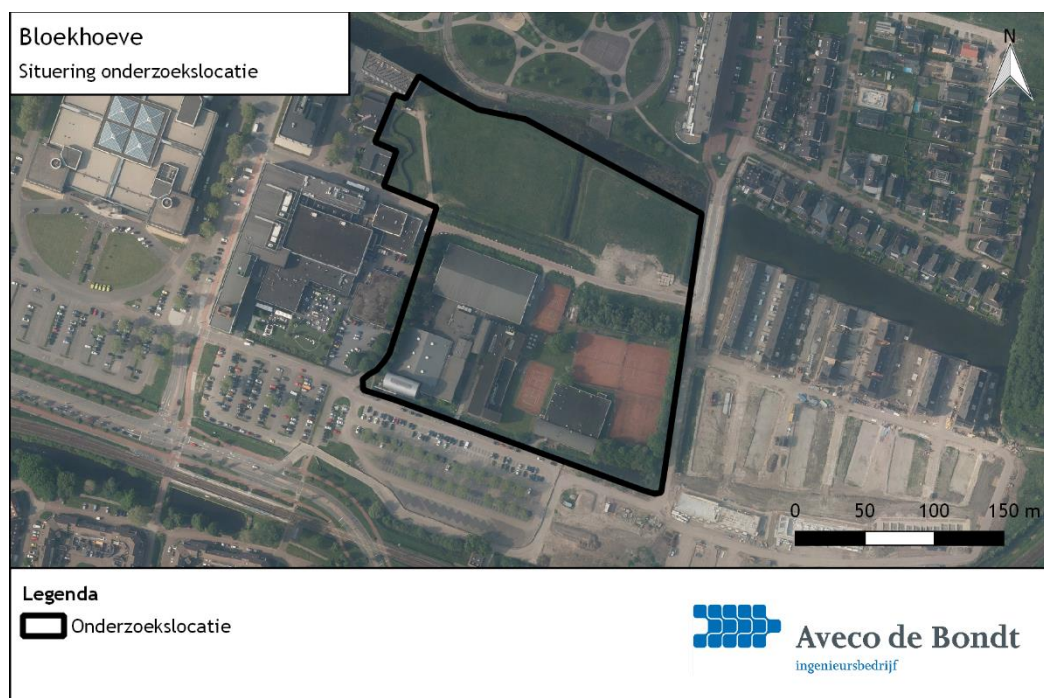 Bloekhoeve
Situering onderzoekslocatie
N
0 50 100 150 m
Legenda
Onderzoekslocatie
Aveco de Bondt
ingenieursbedrijf